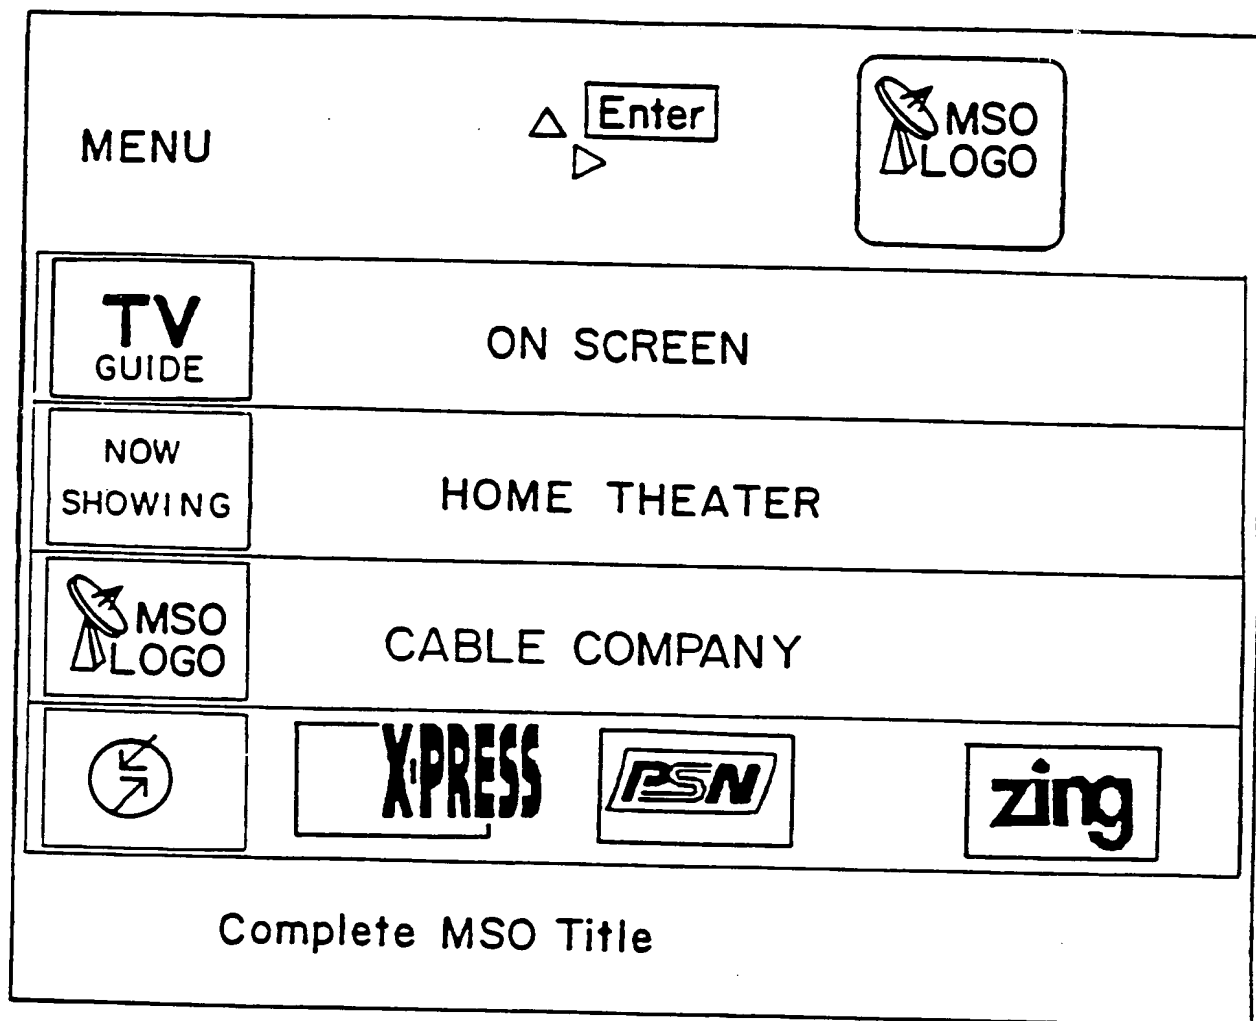 MENU
Enter
MSO
LOGO
TV
GUIDE
ON SCREEN
NOW
SHOWING
HOME THEATER
MSO
LOGO
CABLE COMPANY
X·PRESS
PSN
zing
Complete MSO Title